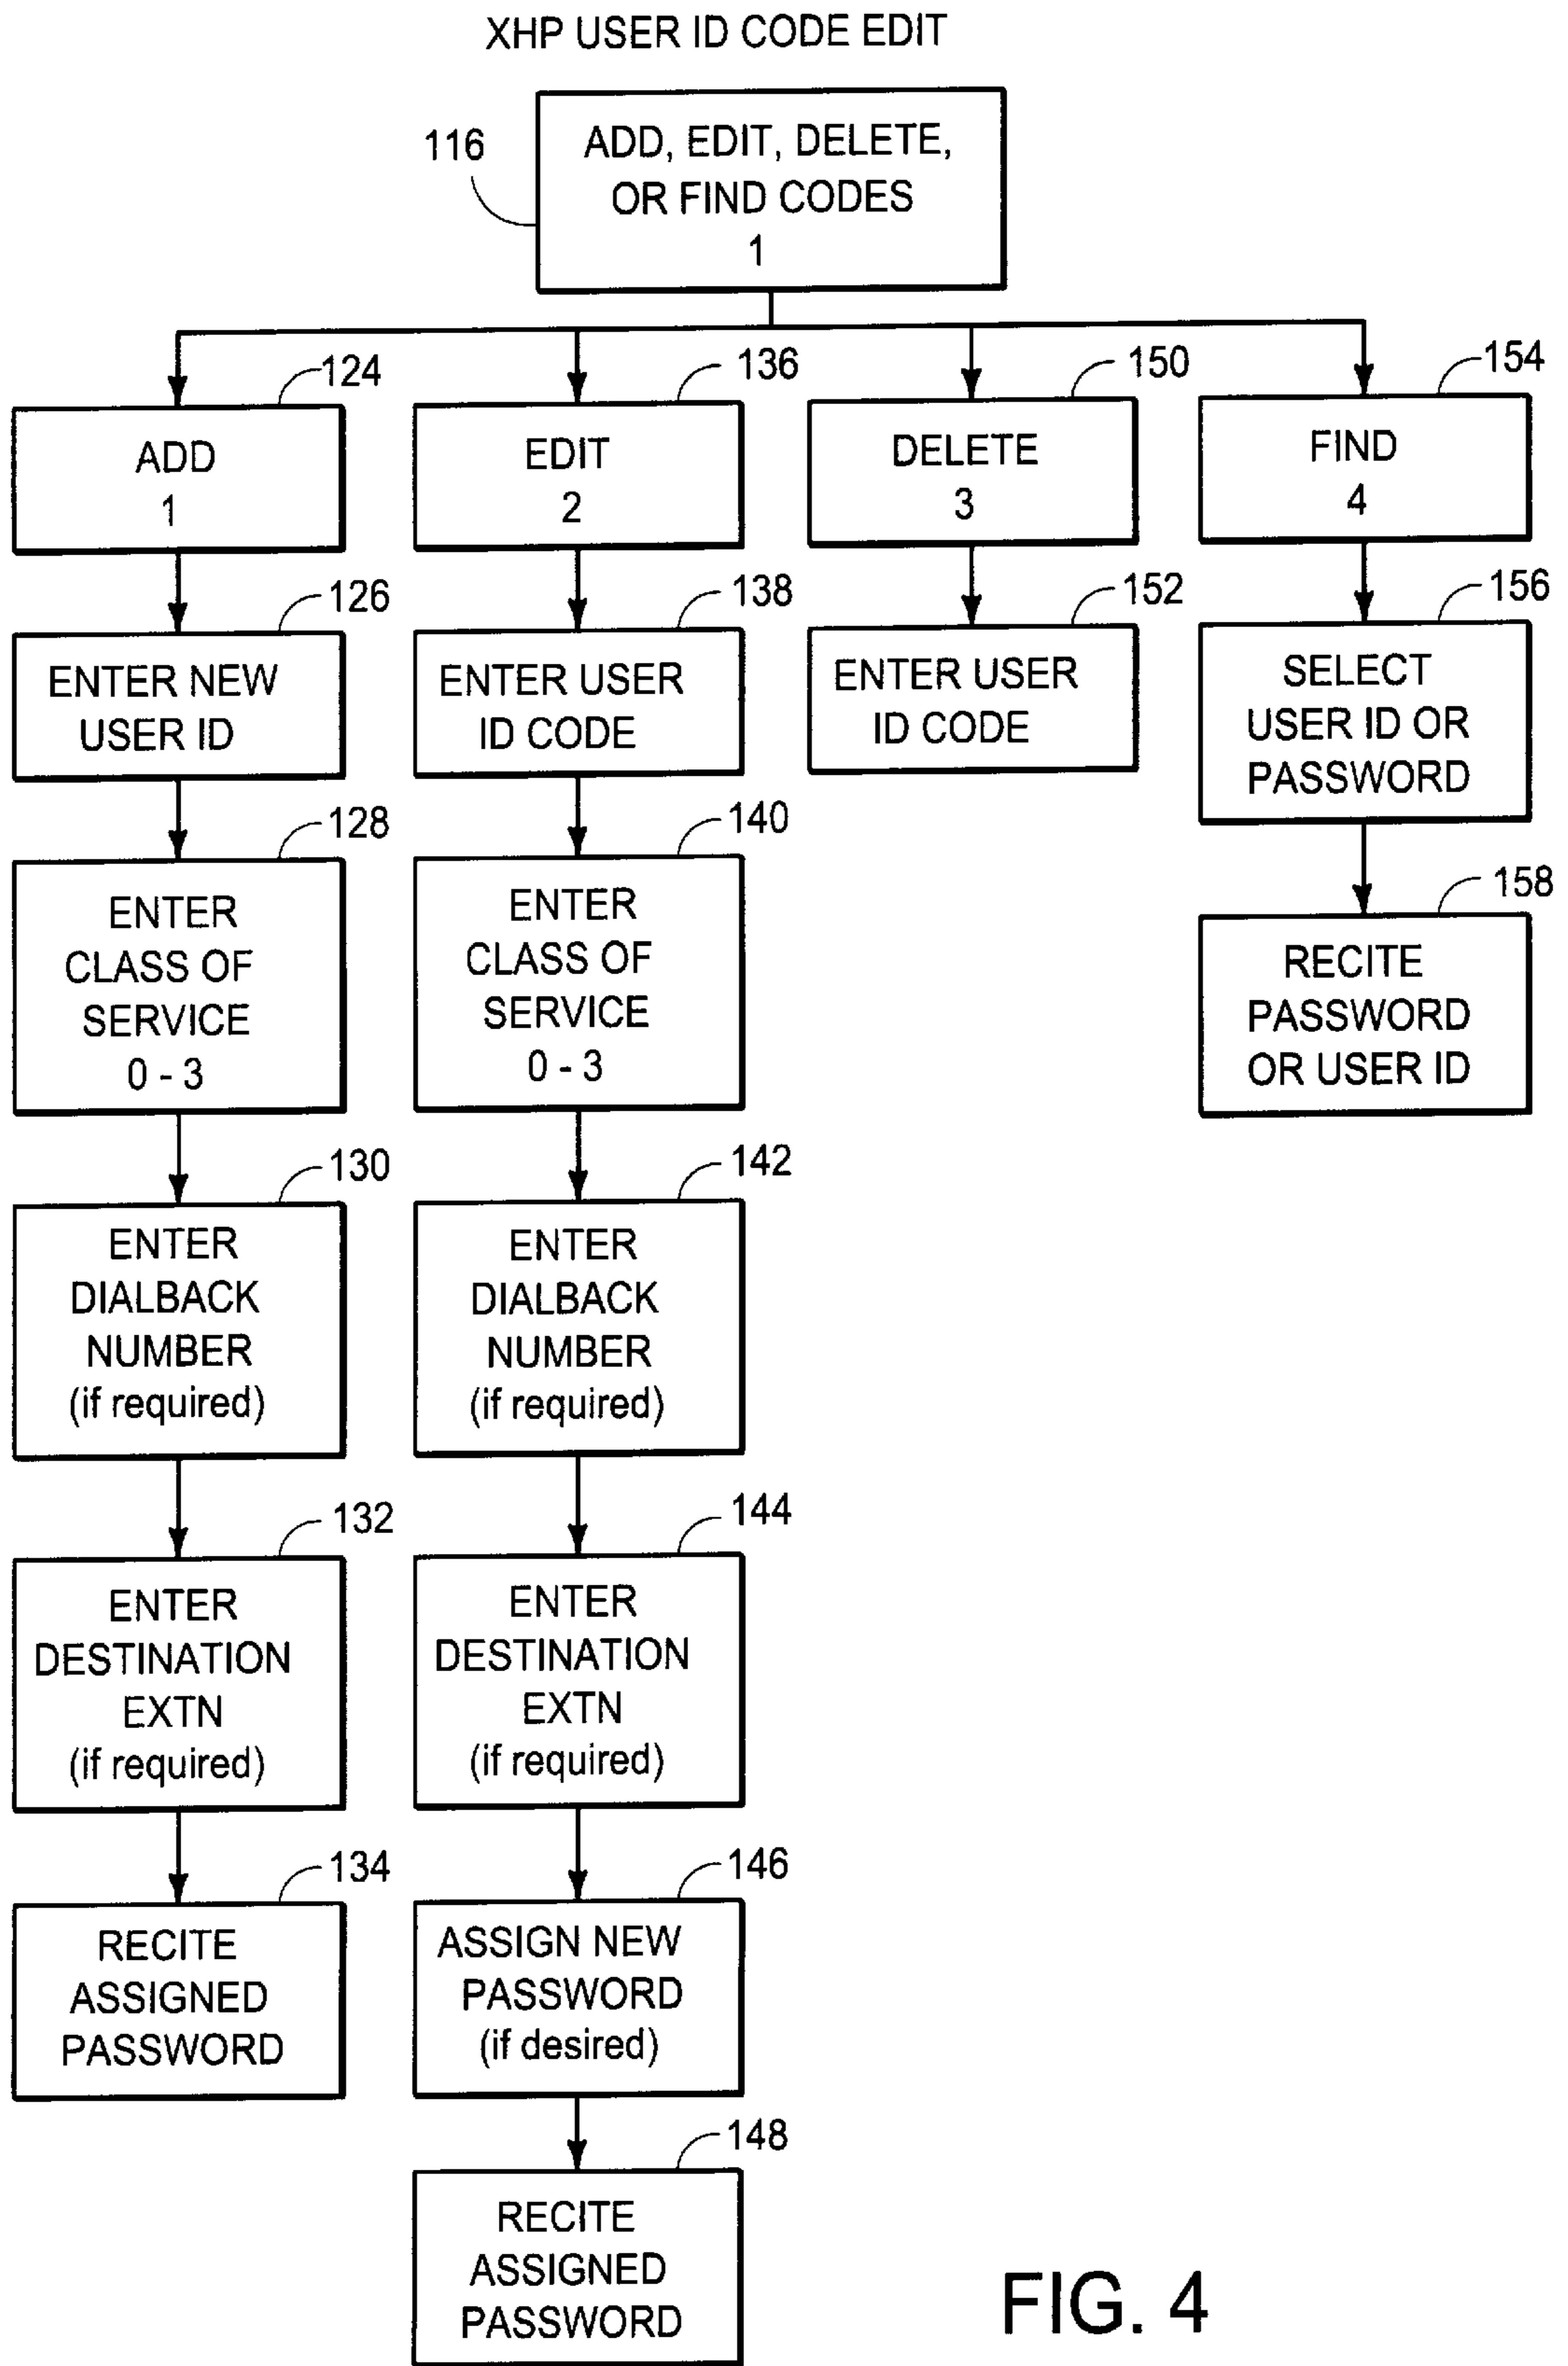 XHP USER ID CODE EDIT
116
ADD, EDIT, DELETE,
OR FIND CODES
1
124
ADD
1
126
ENTER NEW
USER ID
128
ENTER
CLASS OF
SERVICE
0 - 3
130
ENTER
DIALBACK
NUMBER
(if required)
132
ENTER
DESTINATION
EXTN
(if required)
134
RECITE
ASSIGNED
PASSWORD
136
EDIT
2
138
ENTER USER
ID CODE
140
ENTER
CLASS OF
SERVICE
0 - 3
142
ENTER
DIALBACK
NUMBER
(if required)
144
ENTER
DESTINATION
EXTN
(if required)
146
ASSIGN NEW
PASSWORD
(if desired)
148
RECITE
ASSIGNED
PASSWORD
150
DELETE
3
152
ENTER USER
ID CODE
154
FIND
4
156
SELECT
USER ID OR
PASSWORD
158
RECITE
PASSWORD
OR USER ID
FIG. 4